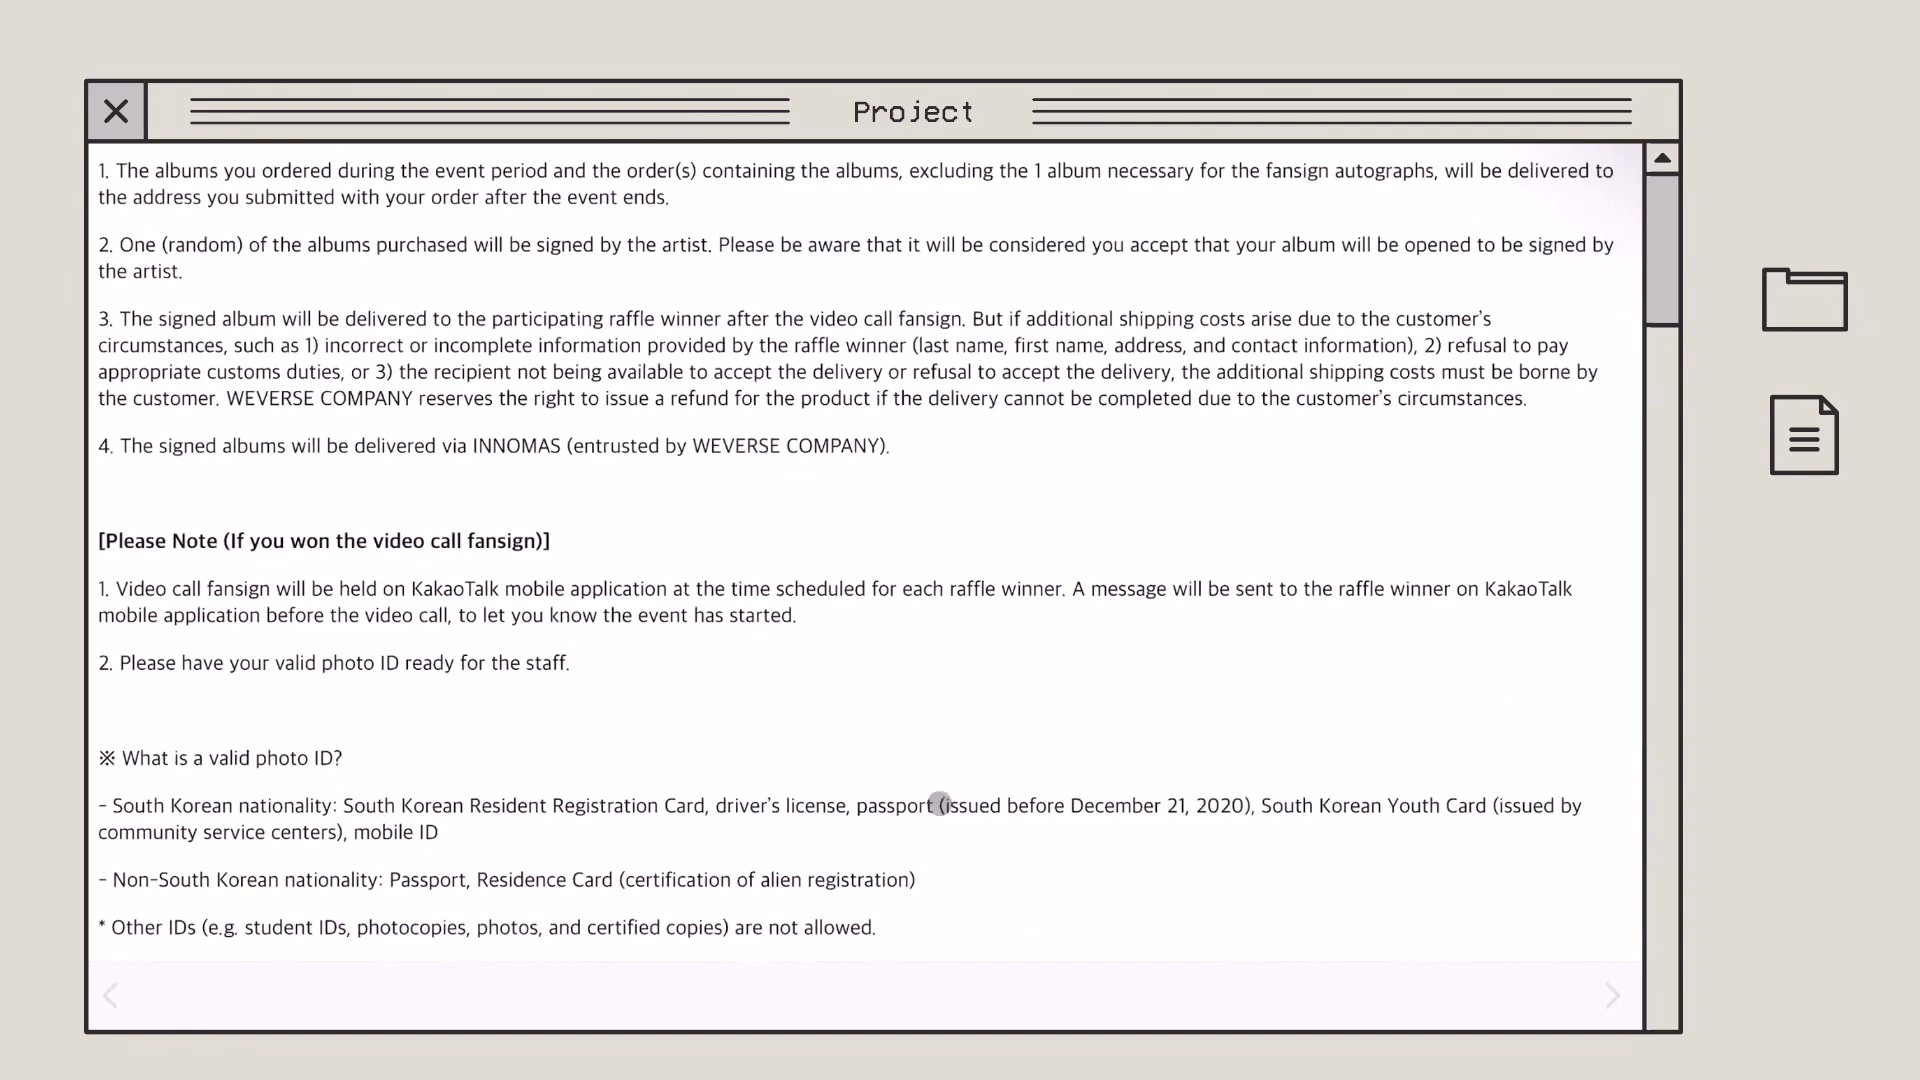 Project
1. The albums you ordered during the event period and the order(s) containing the albums, excluding the 1 album necessary for the fansign autographs, will be delivered to
the address you submitted with your order after the event ends.
2. One (random) of the albums purchased will be signed by the artist. Please be aware that it will be considered you accept that your album will be opened to be signed by
the artist.
3. The signed album will be delivered to the participating raffle winner after the video call fansign. But if additional shipping costs arise due to the customer's
circumstances, such as 1) incorrect or incomplete information provided by the raffle winner (last name, first name, address, and contact information), 2) refusal to pay
appropriate customs duties, or 3) the recipient not being available to accept the delivery or refusal to accept the delivery, the additional shipping costs must be borne by
the customer. WEVERSE COMPANY reserves the right to issue a refund for the product if the delivery cannot be completed due to the customer's circumstances.
4. The signed albums will be delivered via INNOMAS (entrusted by WEVERSE COMPANY).
[Please Note (If you won the video call fansign)]
1. Video call fansign will be held on KakaoTalk mobile application at the time scheduled for each raffle winner. A message will be sent to the raffle winner on KakaoTalk
mobile application before the video call, to let you know the event has started.
2. Please have your valid photo ID ready for the staff.
※ What is a valid photo ID?
- South Korean nationality: South Korean Resident Registration Card, driver's license, passport (issued before December 21, 2020), South Korean Youth Card (issued by
community service centers), mobile ID
- Non-South Korean nationality: Passport, Residence Card (certification of alien registration)
* Other IDs (e.g. student IDs, photocopies, photos, and certified copies) are not allowed.